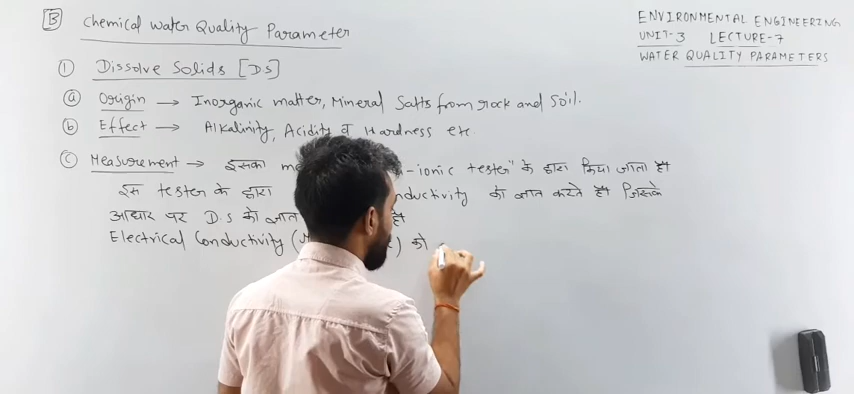 ENVIRONMENTAL ENGINEERING
UNIT-3 LECTURE-7
WATER QUALITY PARAMETERS
B Chemical Water Quality Parameter
1 Dissolve Solids [D.S]
a Origin → Inorganic matter, Mineral Salts from rock and Soil.
b Effect → Alkalinity, Acidity व Hardness etc.
c Measurement → इसका -ionic tester" के द्वारा किया जाता है।
इस tester के द्वारा को ज्ञात करते हैं। जिसके
आधार पर D.S को ज्ञात हैं।
Electrical Conductivity ( ) को